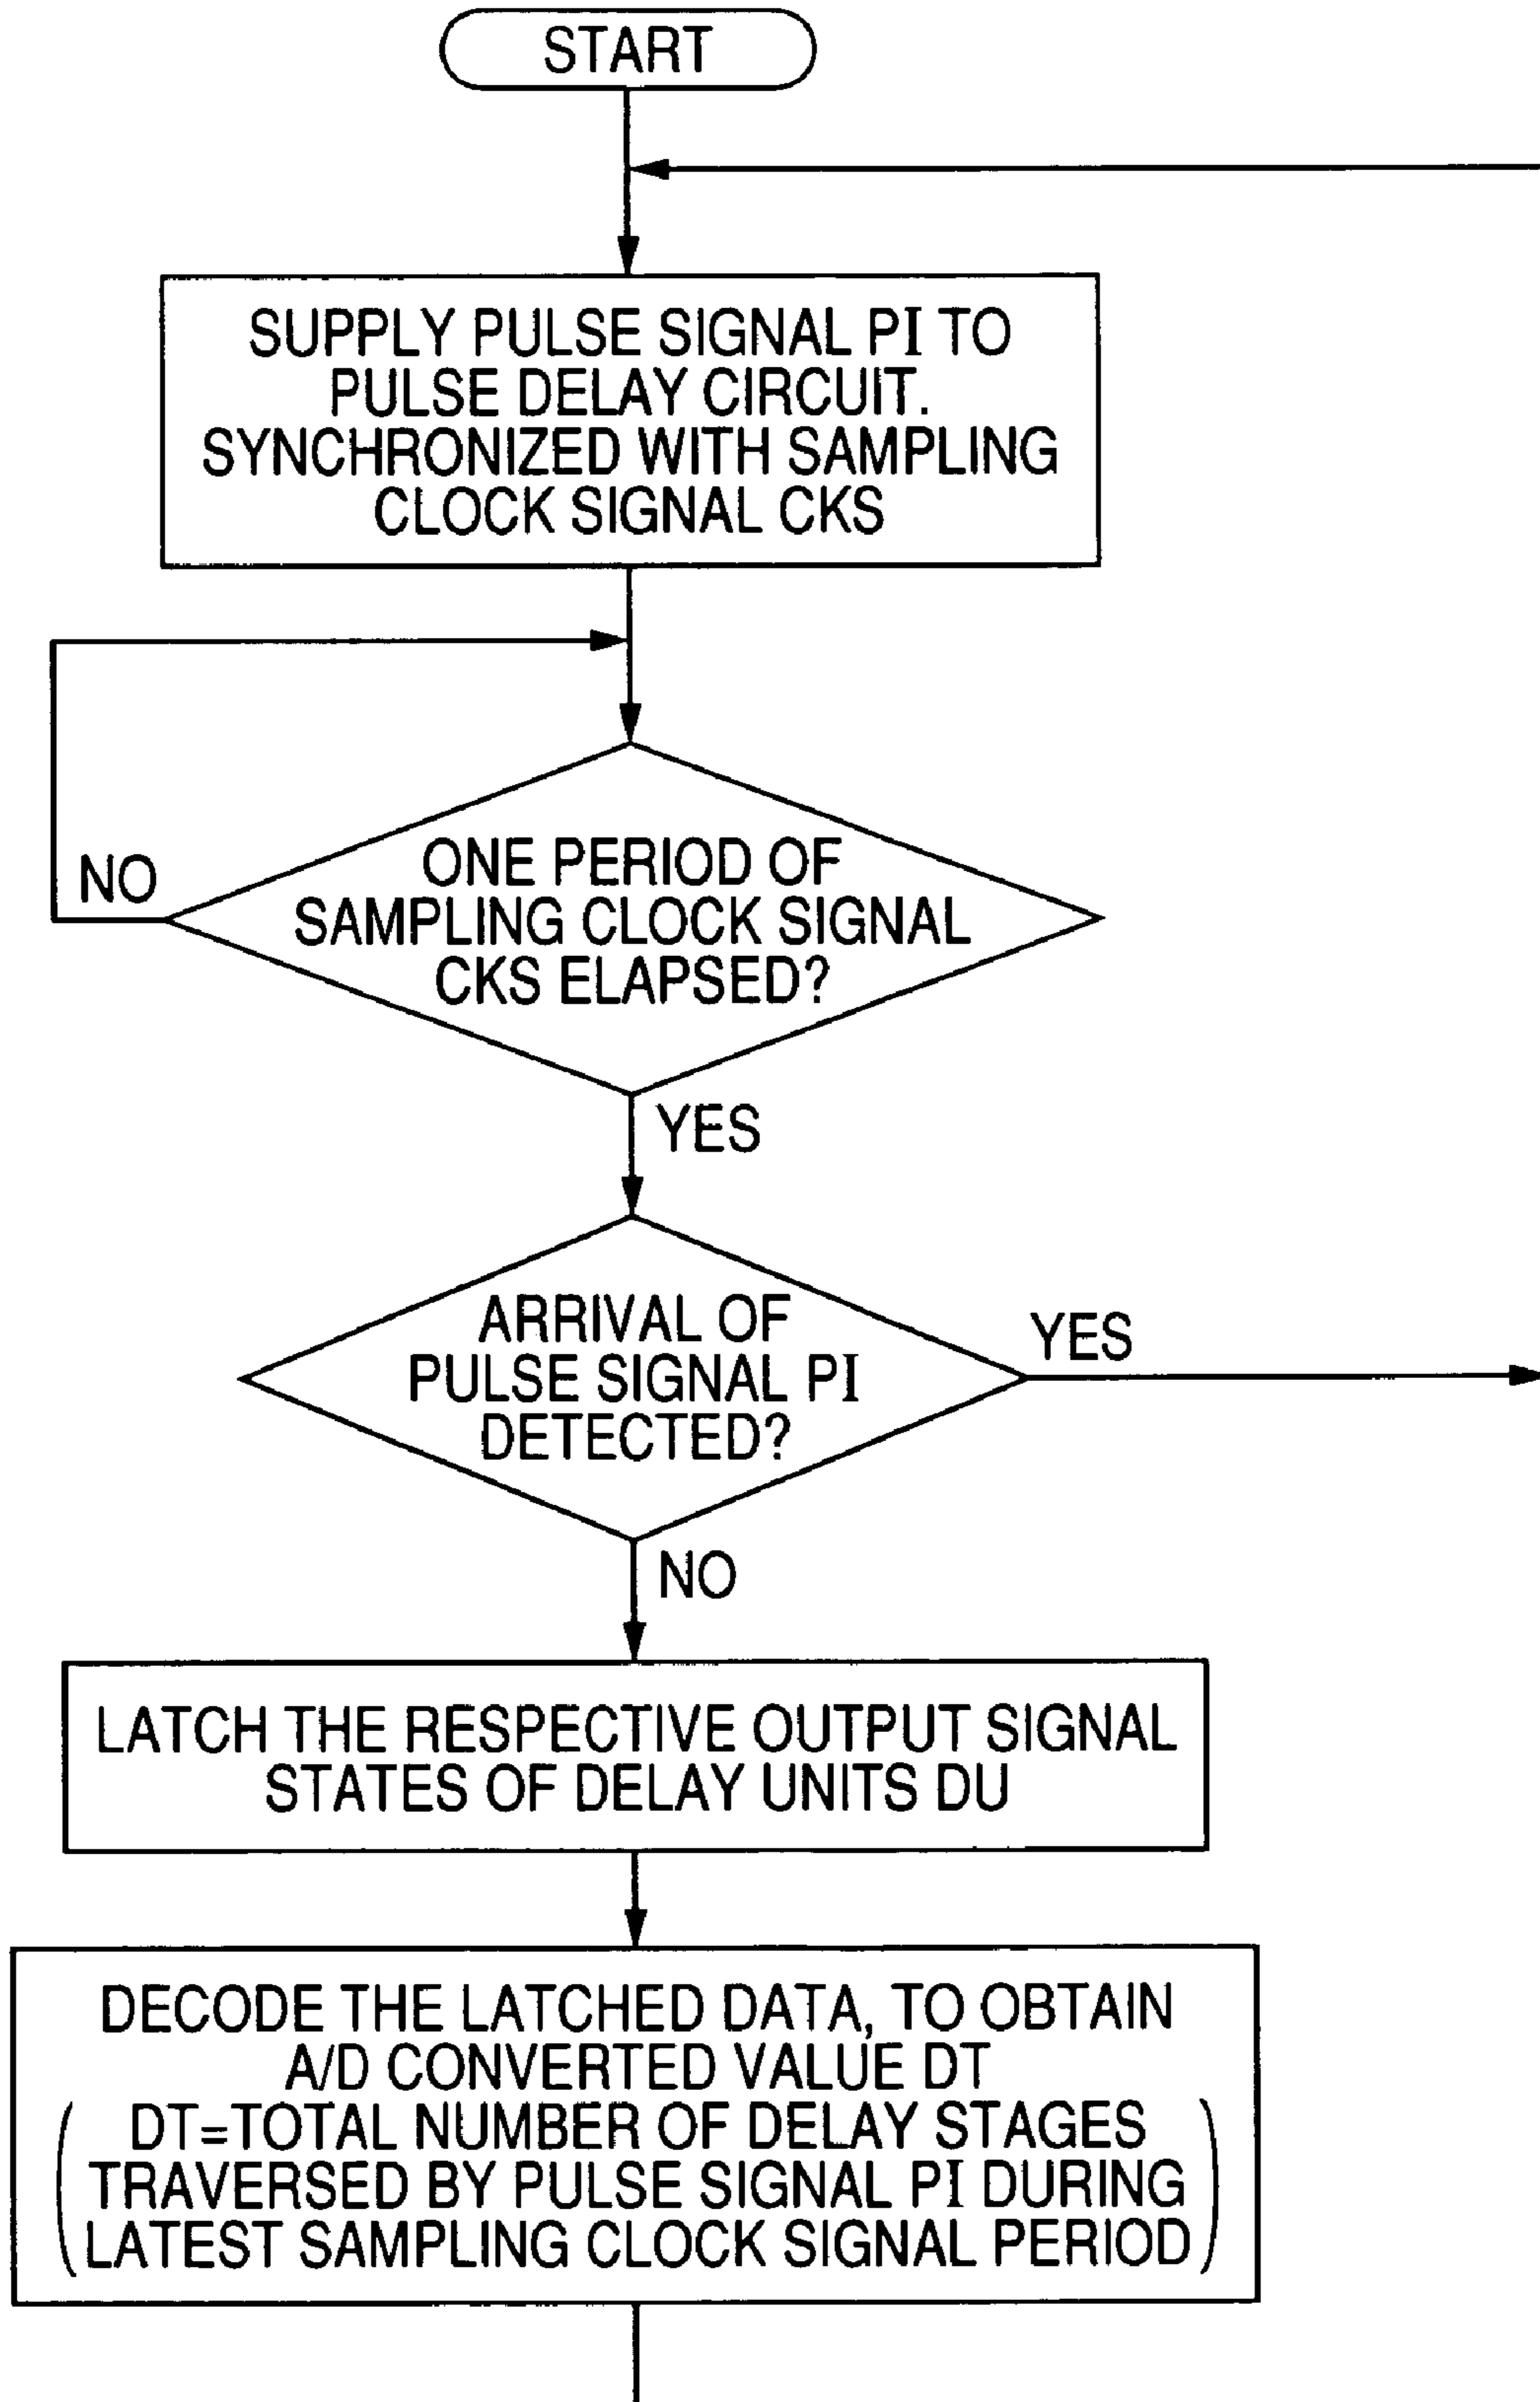 START
SUPPLY PULSE SIGNAL PI TO
PULSE DELAY CIRCUIT.
SYNCHRONIZED WITH SAMPLING
CLOCK SIGNAL CKS
NO
ONE PERIOD OF
SAMPLING CLOCK SIGNAL
CKS ELAPSED?
YES
ARRIVAL OF
PULSE SIGNAL PI
DETECTED?
YES
NO
LATCH THE RESPECTIVE OUTPUT SIGNAL
STATES OF DELAY UNITS DU
DECODE THE LATCHED DATA, TO OBTAIN
A/D CONVERTED VALUE DT
(DT=TOTAL NUMBER OF DELAY STAGES
TRAVERSED BY PULSE SIGNAL PI DURING
LATEST SAMPLING CLOCK SIGNAL PERIOD)